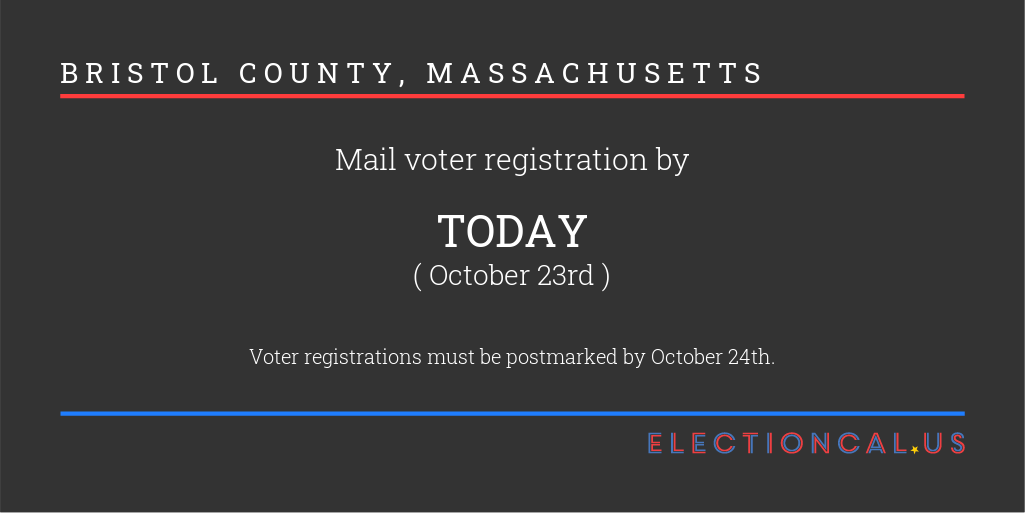 BRISTOL COUNTY, MASSACHUSETTS
Mail voter registration by
TODAY
( October 23rd )
Voter registrations must be postmarked by October 24th.
ELECTIONCAL.US